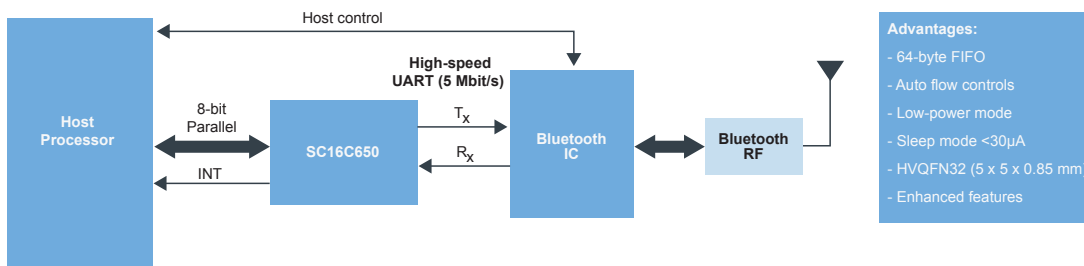 Host control
High-speed
UART (5 Mbit/s)
Host
Processor
8-bit
Parallel
INT
SC16C650
Tx
Rx
Bluetooth
IC
Bluetooth
RF
Advantages:
- 64-byte FIFO
- Auto flow controls
- Low-power mode
- Sleep mode <30µA
- HVQFN32 (5 x 5 x 0.85 mm)
- Enhanced features